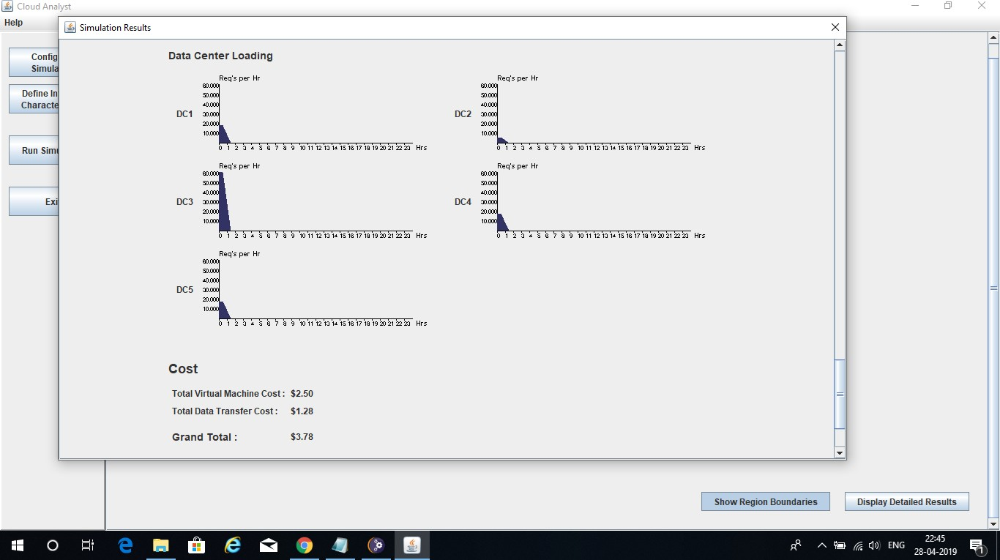 Cloud Analyst
Help
Simulation Results
Config
Simula
Define In
Characte
Run Simu
Exi
Data Center Loading
Req's per Hr
60.000
50.000
40.000
30.000
20.000
10.000
DC1
0 1 2 3 4 5 6 7 8 9 10 11 12 13 14 15 16 17 18 19 20 21 22 23 Hrs
Req's per Hr
60.000
50.000
40.000
30.000
20.000
10.000
DC2
0 1 2 3 4 5 6 7 8 9 10 11 12 13 14 15 16 17 18 19 20 21 22 23 Hrs
Req's per Hr
60.000
50.000
40.000
30.000
20.000
10.000
DC3
0 1 2 3 4 5 6 7 8 9 10 11 12 13 14 15 16 17 18 19 20 21 22 23 Hrs
Req's per Hr
60.000
50.000
40.000
30.000
20.000
10.000
DC4
0 1 2 3 4 5 6 7 8 9 10 11 12 13 14 15 16 17 18 19 20 21 22 23 Hrs
Req's per Hr
60.000
50.000
40.000
30.000
20.000
10.000
DC5
0 1 2 3 4 5 6 7 8 9 10 11 12 13 14 15 16 17 18 19 20 21 22 23 Hrs
Cost
Total Virtual Machine Cost : $2.50
Total Data Transfer Cost : $1.28
Grand Total : $3.78
Show Region Boundaries
Display Detailed Results
ENG
22:45
28-04-2019
1